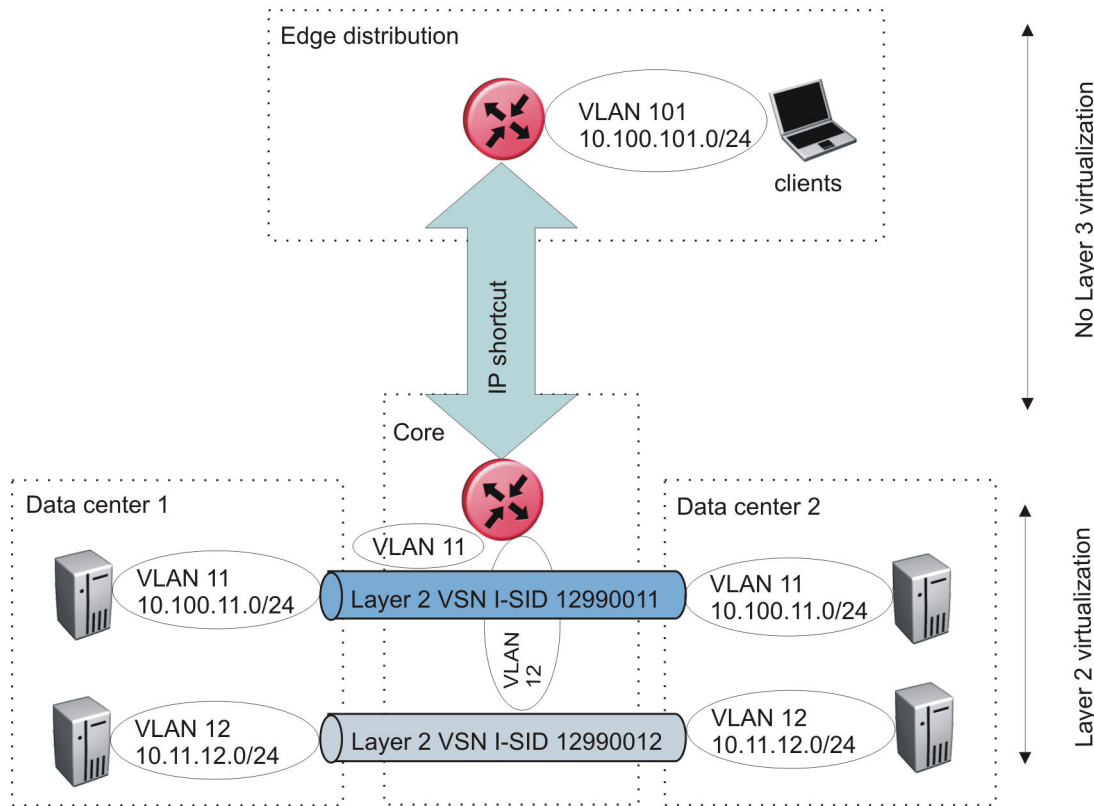 Edge distribution
VLAN 101
10.100.101.0/24
clients
No Layer 3 virtualization
IP shortcut
Core
Data center 1
Data center 2
VLAN 11
VLAN 11
10.100.11.0/24
Layer 2 VSN I-SID 12990011
VLAN 11
10.100.11.0/24
VLAN
12
VLAN 12
10.11.12.0/24
Layer 2 VSN I-SID 12990012
VLAN 12
10.11.12.0/24
Layer 2 virtualization